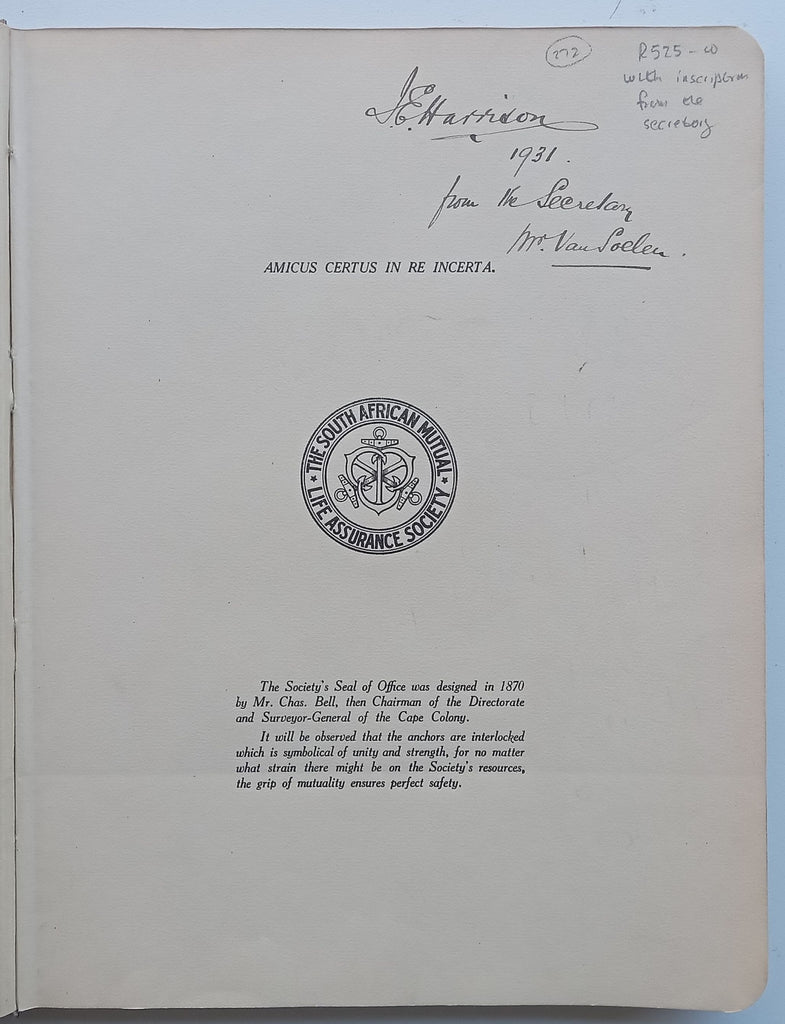 272
R525-00
with inscription
from the
secretary
J.E. Harrison
1931.
from the Secretary
Mr. Van Soelen.
AMICUS CERTUS IN RE INCERTA.
★ THE SOUTH AFRICAN MUTUAL ★
LIFE ASSURANCE SOCIETY
The Society's Seal of Office was designed in 1870
by Mr. Chas. Bell, then Chairman of the Directorate
and Surveyor-General of the Cape Colony.
It will be observed that the anchors are interlocked
which is symbolical of unity and strength, for no matter
what strain there might be on the Society's resources,
the grip of mutuality ensures perfect safety.